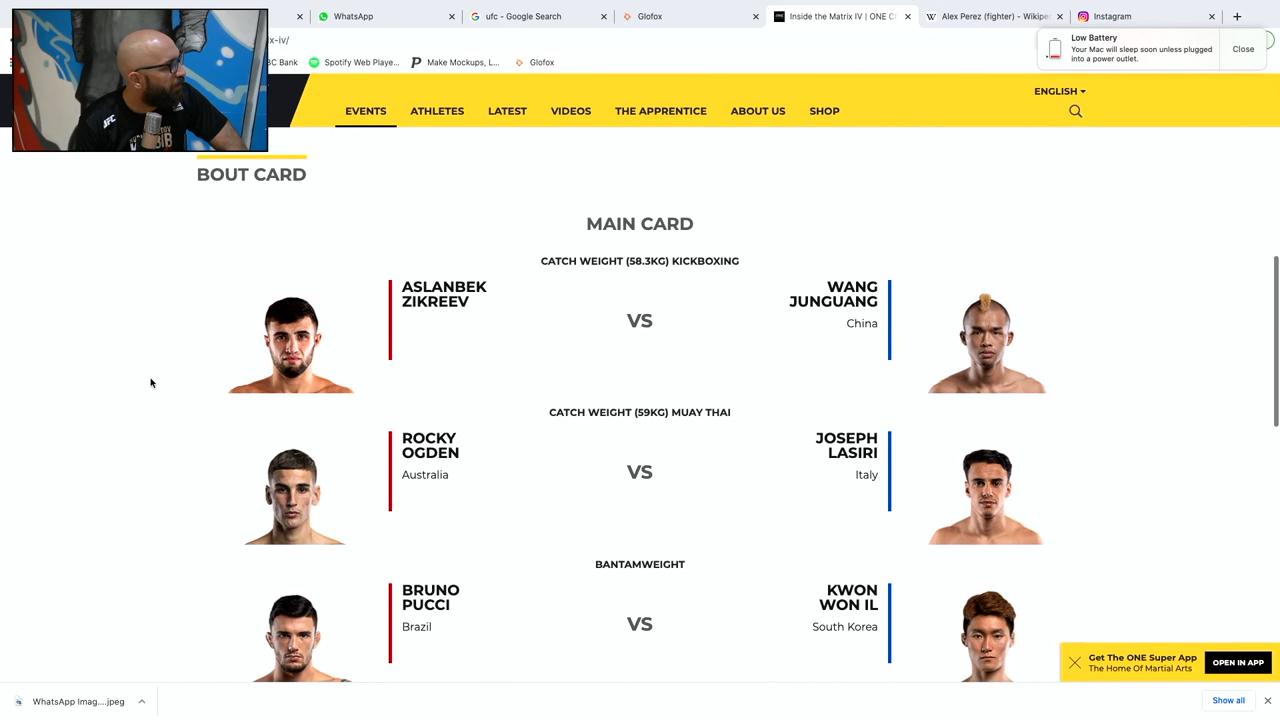 WhatsApp
ufc - Google Search
Glofox
Inside the Matrix IV | ONE C
Alex Perez (fighter) - Wikipe
Instagram
ix-iv/
Low Battery
Your Mac will sleep soon unless plugged
into a power outlet.
Close
BC Bank
Spotify Web Playe...
Make Mockups, L...
Glofox
ENGLISH
EVENTS
ATHLETES
LATEST
VIDEOS
THE APPRENTICE
ABOUT US
SHOP
BOUT CARD
MAIN CARD
CATCH WEIGHT (58.3KG) KICKBOXING
ASLANBEK
ZIKREEV
VS
WANG
JUNGUANG
China
CATCH WEIGHT (59KG) MUAY THAI
ROCKY
OGDEN
Australia
VS
JOSEPH
LASIRI
Italy
BANTAMWEIGHT
BRUNO
PUCCI
Brazil
VS
KWON
WON IL
South Korea
Get The ONE Super App
The Home Of Martial Arts
OPEN IN APP
WhatsApp Imag....jpeg
Show all